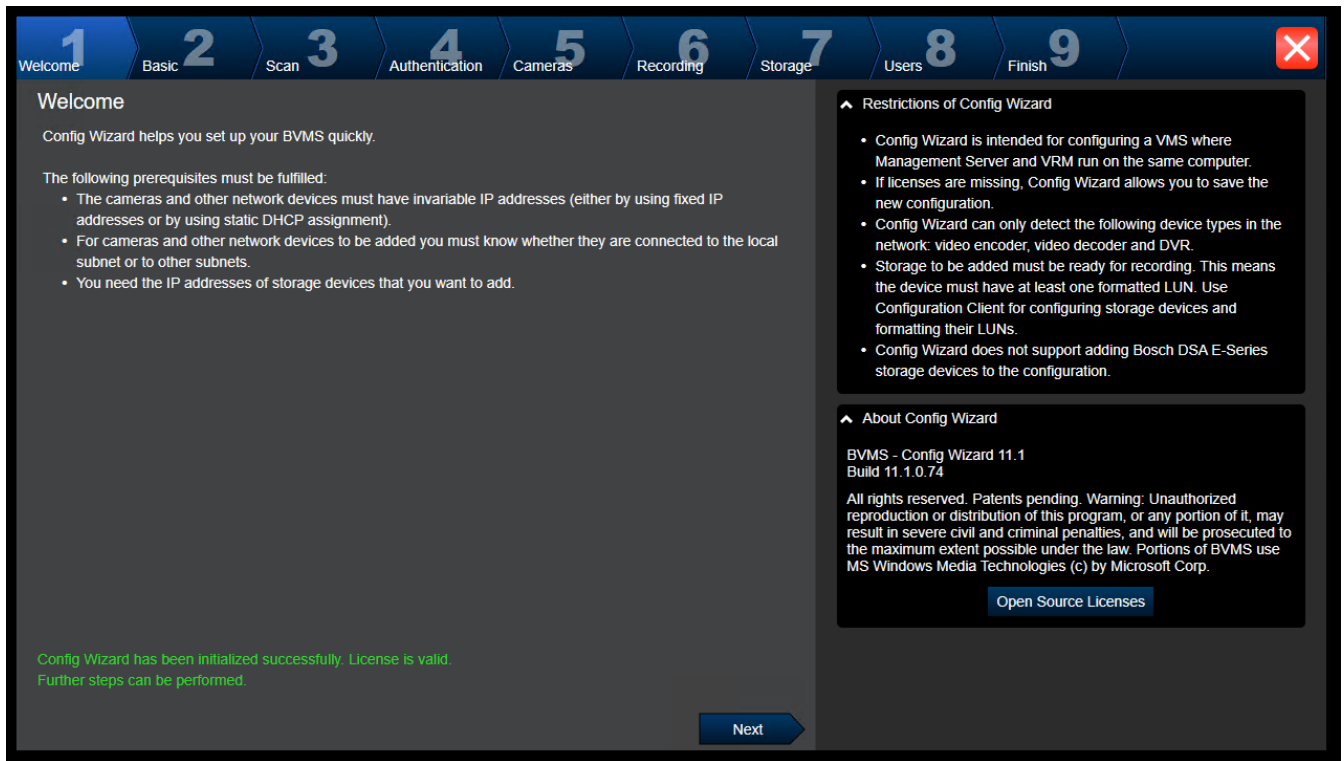 1 Welcome
2 Basic
3 Scan
4 Authentication
5 Cameras
6 Recording
7 Storage
8 Users
9 Finish
Welcome
Config Wizard helps you set up your BVMS quickly.
The following prerequisites must be fulfilled:
• The cameras and other network devices must have invariable IP addresses (either by using fixed IP
addresses or by using static DHCP assignment).
• For cameras and other network devices to be added you must know whether they are connected to the local
subnet or to other subnets.
• You need the IP addresses of storage devices that you want to add.
Config Wizard has been initialized successfully. License is valid.
Further steps can be performed.
Next
Restrictions of Config Wizard
• Config Wizard is intended for configuring a VMS where
Management Server and VRM run on the same computer.
• If licenses are missing, Config Wizard allows you to save the
new configuration.
• Config Wizard can only detect the following device types in the
network: video encoder, video decoder and DVR.
• Storage to be added must be ready for recording. This means
the device must have at least one formatted LUN. Use
Configuration Client for configuring storage devices and
formatting their LUNs.
• Config Wizard does not support adding Bosch DSA E-Series
storage devices to the configuration.
About Config Wizard
BVMS - Config Wizard 11.1
Build 11.1.0.74
All rights reserved. Patents pending. Warning: Unauthorized
reproduction or distribution of this program, or any portion of it, may
result in severe civil and criminal penalties, and will be prosecuted to
the maximum extent possible under the law. Portions of BVMS use
MS Windows Media Technologies (c) by Microsoft Corp.
Open Source Licenses